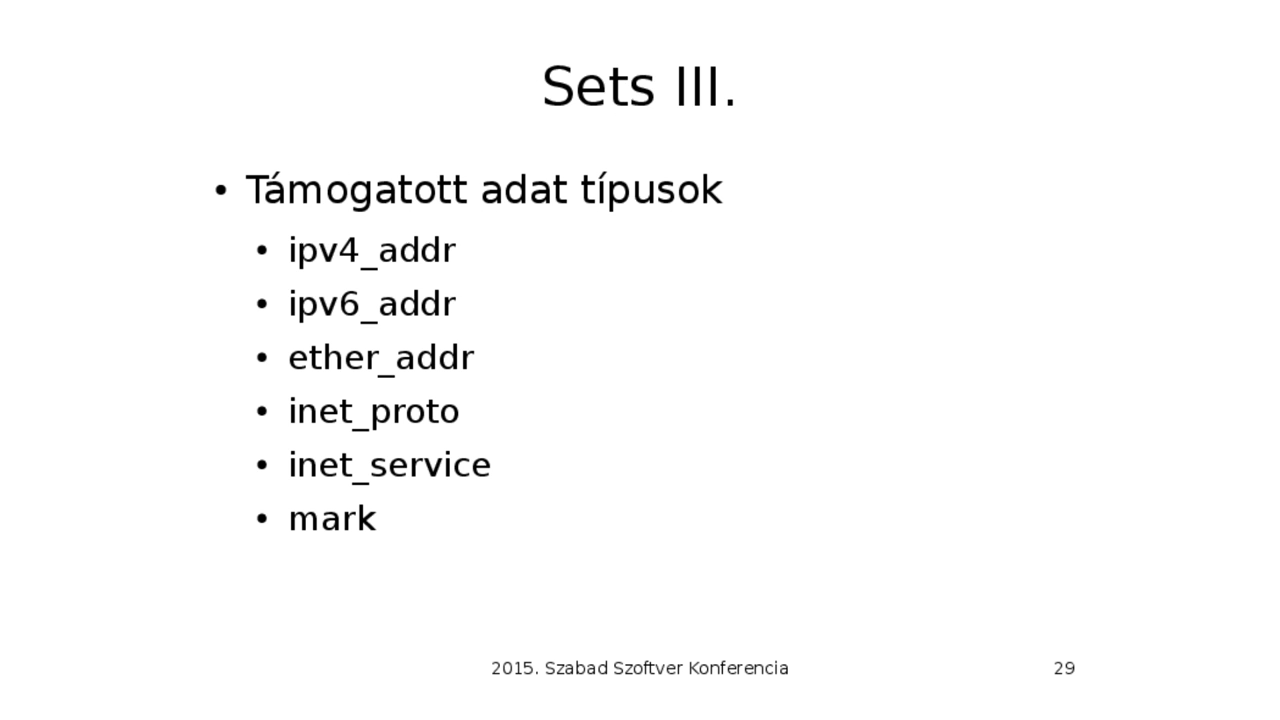 Sets III.
• Támogatott adat típusok
• ipv4_addr
• ipv6_addr
• ether_addr
• inet_proto
• inet_service
• mark
2015. Szabad Szoftver Konferencia
29